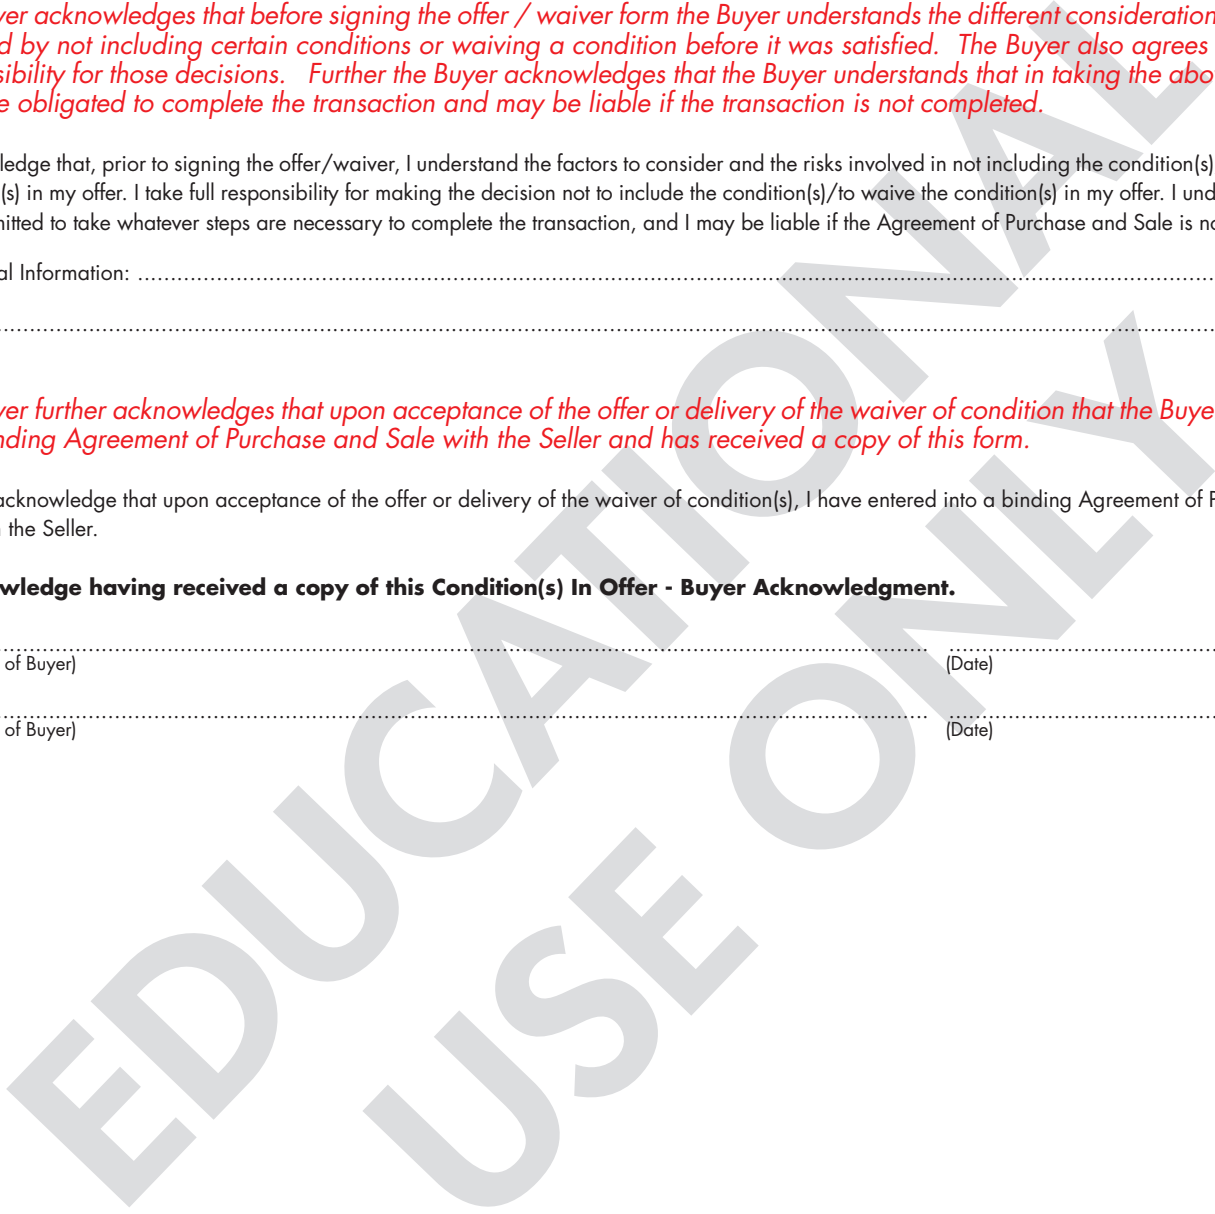 yer acknowledges that before signing the offer / waiver form the Buyer understands the different consideration
d by not including certain conditions or waiving a condition before it was satisfied. The Buyer also agrees
sibility for those decisions. Further the Buyer acknowledges that the Buyer understands that in taking the abo
e obligated to complete the transaction and may be liable if the transaction is not completed.
ledge that, prior to signing the offer/waiver, I understand the factors to consider and the risks involved in not including the condition(s)
(s) in my offer. I take full responsibility for making the decision not to include the condition(s)/to waive the condition(s) in my offer. I und
mitted to take whatever steps are necessary to complete the transaction, and I may be liable if the Agreement of Purchase and Sale is no
al Information: ....................................................................................................
....................................................................................................
yer further acknowledges that upon acceptance of the offer or delivery of the waiver of condition that the Buye
nding Agreement of Purchase and Sale with the Seller and has received a copy of this form.
acknowledge that upon acceptance of the offer or delivery of the waiver of condition(s), I have entered into a binding Agreement of P
the Seller.
wledge having received a copy of this Condition(s) In Offer - Buyer Acknowledgment.
.................................................................................................... ........................................
of Buyer) (Date)
.................................................................................................... ........................................
of Buyer) (Date)
EDUCATIONAL
USE ONLY